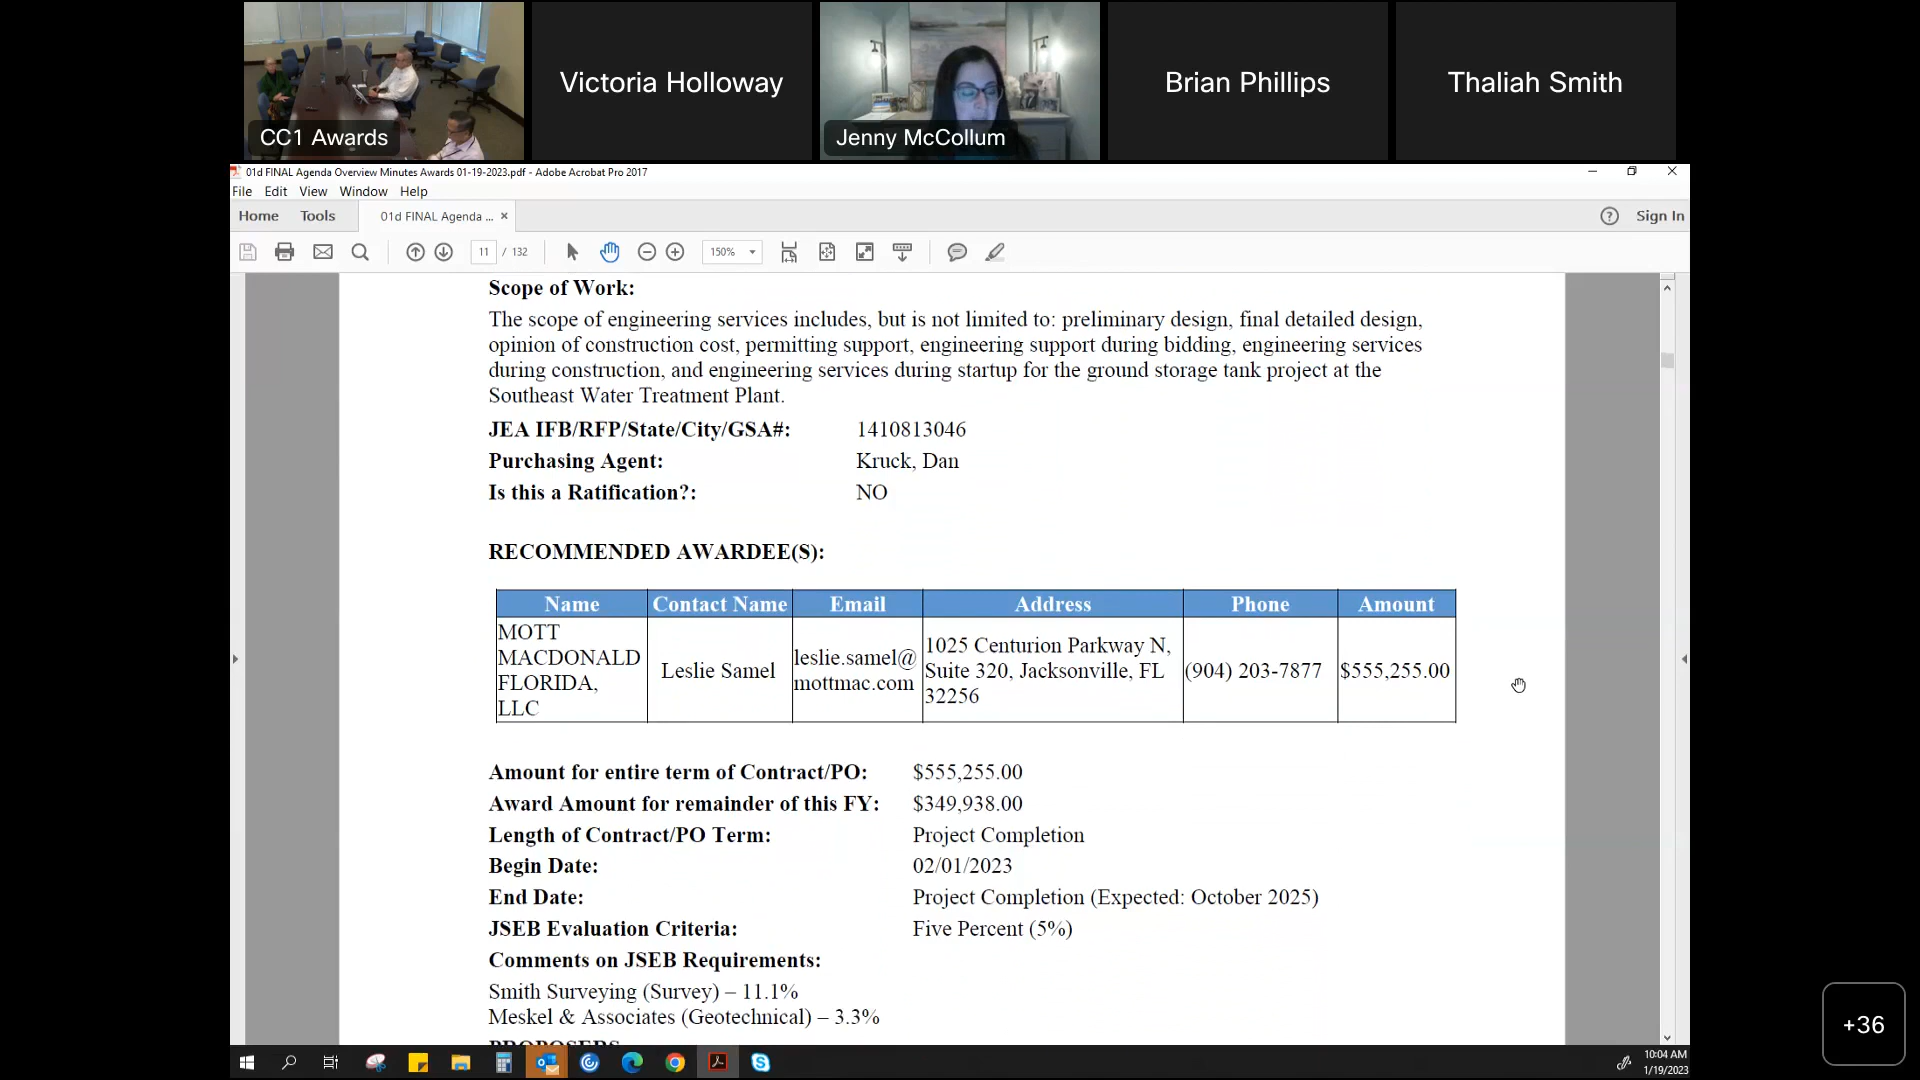 CC1 Awards
Victoria Holloway
Jenny McCollum
Brian Phillips
Thaliah Smith
01d FINAL Agenda Overview Minutes Awards 01-19-2023.pdf - Adobe Acrobat Pro 2017
File Edit View Window Help
Home Tools 01d FINAL Agenda ... × Sign In
11 / 132 150%
Scope of Work:
The scope of engineering services includes, but is not limited to: preliminary design, final detailed design,
opinion of construction cost, permitting support, engineering support during bidding, engineering services
during construction, and engineering services during startup for the ground storage tank project at the
Southeast Water Treatment Plant.
JEA IFB/RFP/State/City/GSA#: 1410813046
Purchasing Agent: Kruck, Dan
Is this a Ratification?: NO
RECOMMENDED AWARDEE(S):
Name Contact Name Email Address Phone Amount
MOTT
MACDONALD
FLORIDA,
LLC
Leslie Samel
leslie.samel@
mottmac.com
1025 Centurion Parkway N,
Suite 320, Jacksonville, FL
32256
(904) 203-7877
$555,255.00
Amount for entire term of Contract/PO: $555,255.00
Award Amount for remainder of this FY: $349,938.00
Length of Contract/PO Term: Project Completion
Begin Date: 02/01/2023
End Date: Project Completion (Expected: October 2025)
JSEB Evaluation Criteria: Five Percent (5%)
Comments on JSEB Requirements:
Smith Surveying (Survey) – 11.1%
Meskel & Associates (Geotechnical) – 3.3%
PROPOSERS
+36
10:04 AM
1/19/2023